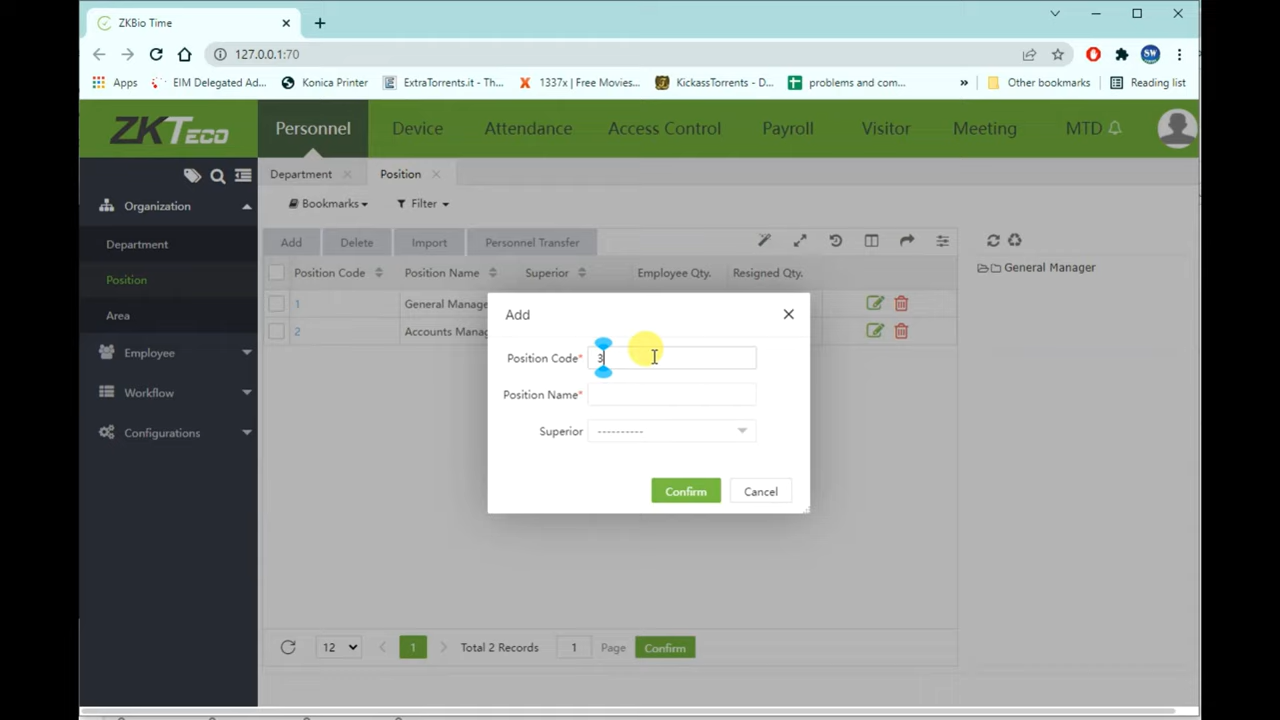 ZKBio Time
127.0.0.1:70
SW
Apps
EIM Delegated Ad...
Konica Printer
ExtraTorrents.it - Th...
1337x | Free Movies...
KickassTorrents - D...
problems and com...
»
Other bookmarks
Reading list
ZKTeco
Personnel
Device
Attendance
Access Control
Payroll
Visitor
Meeting
MTD
Department
Position
Bookmarks
Filter
Organization
Department
Position
Area
Employee
Workflow
Configurations
Add
Delete
Import
Personnel Transfer
Position Code
Position Name
Superior
Employee Qty.
Resigned Qty.
1
General Manage
2
Accounts Manag
General Manager
Add
Position Code*
3
Position Name*
Superior
----------
Confirm
Cancel
12
1
Total 2 Records
1
Page
Confirm